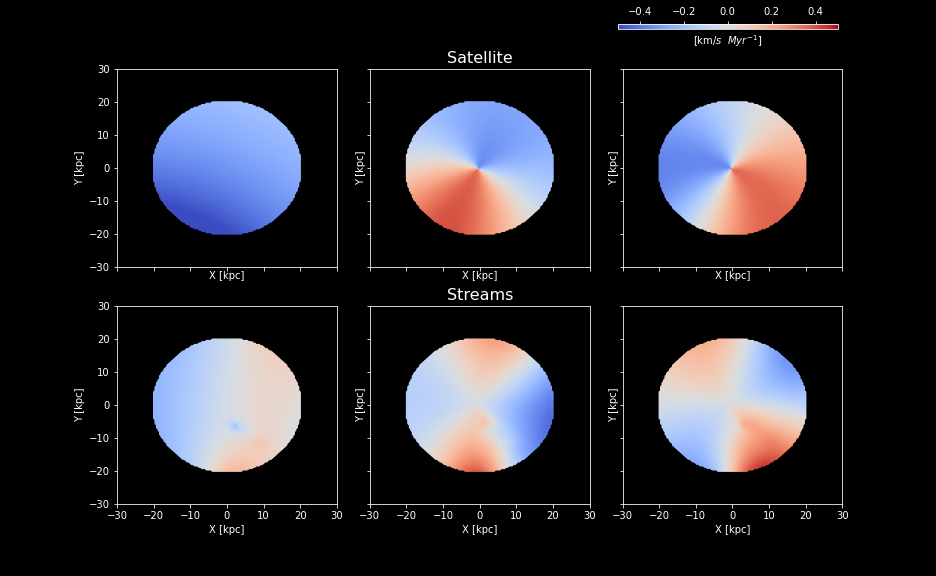 −0.4 −0.2 0.0 0.2 0.4
[km/s Myr⁻¹]
Satellite
30
20
10
0
−10
−20
−30
Y [kpc]
X [kpc]
Y [kpc]
X [kpc]
Y [kpc]
X [kpc]
Streams
30
20
10
0
−10
−20
−30
Y [kpc]
−30 −20 −10 0 10 20 30
X [kpc]
Y [kpc]
−30 −20 −10 0 10 20 30
X [kpc]
Y [kpc]
−30 −20 −10 0 10 20 30
X [kpc]